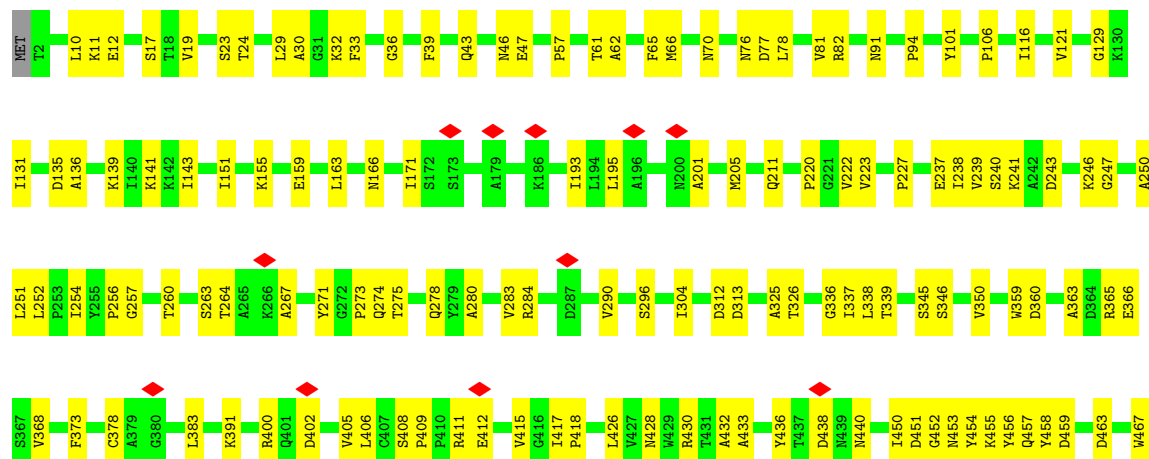 MET T2 L10 K11 E12 S17 T18 V19 S23 T24 L29 A30 G31 K32 F33 G36 F39 Q43 N46 E47 P57 T61 A62 F65 M66 N70 N76 D77 L78 V81 R82 N91 P94 Y101 P106 I116 V121 G129 K130
I131 D135 A136 K139 I140 K141 K142 I143 I151 K155 E159 L163 N166 I171 S172 S173 A179 K186 I193 L194 L195 A196 N200 A201 M205 Q211 P220 G221 V222 V223 P227 E237 I238 V239 S240 K241 A242 D243 K246 G247 A250
L251 L252 P253 I254 Y255 P256 G257 T260 S263 T264 A265 K266 A267 Y271 G272 P273 Q274 T275 Q278 Y279 A280 V283 R284 D287 V290 S296 I304 D312 D313 A325 T326 G336 I337 L338 T339 S345 S346 V350 W359 D360 A363 D364 R365 E366
S367 V368 F373 C378 A379 G380 L383 K391 R400 Q401 D402 V405 L406 C407 S408 P409 P410 R411 E412 V415 G416 I417 P418 L426 V427 N428 W429 R430 T431 A432 A433 Y436 T437 D438 N439 N440 I450 D451 G452 N453 Y454 K455 Y456 Q457 Y458 D459 D463 W467